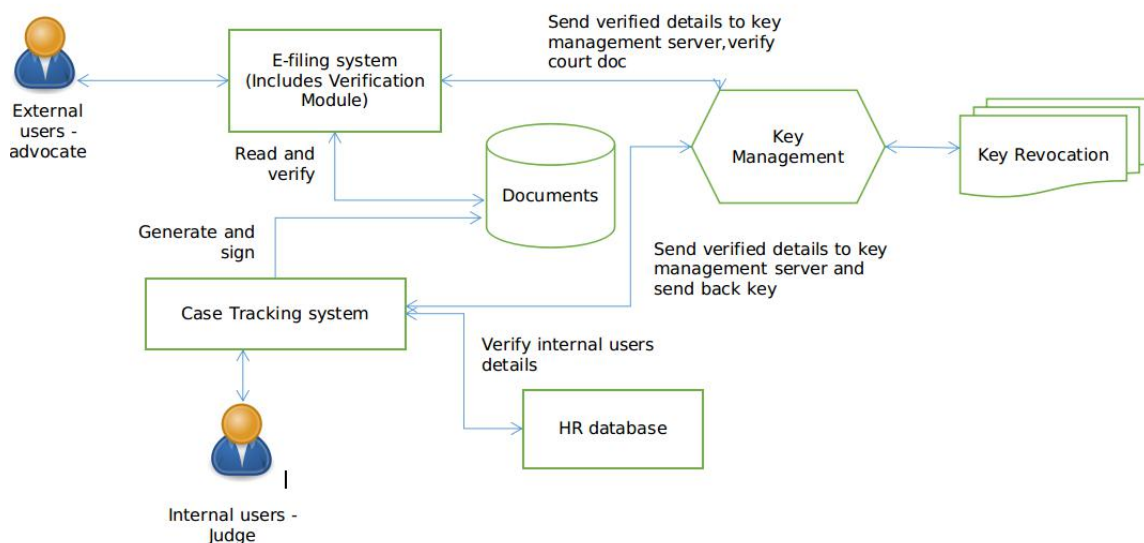 Send verified details to key
management server,verify
court doc
E-filing system
(Includes Verification
Module)
External
users -
advocate
Key
Management
Key Revocation
Read and
verify
Documents
Generate and
sign
Send verified details to key
management server and
send back key
Case Tracking system
Verify internal users
details
HR database
Internal users -
Judge